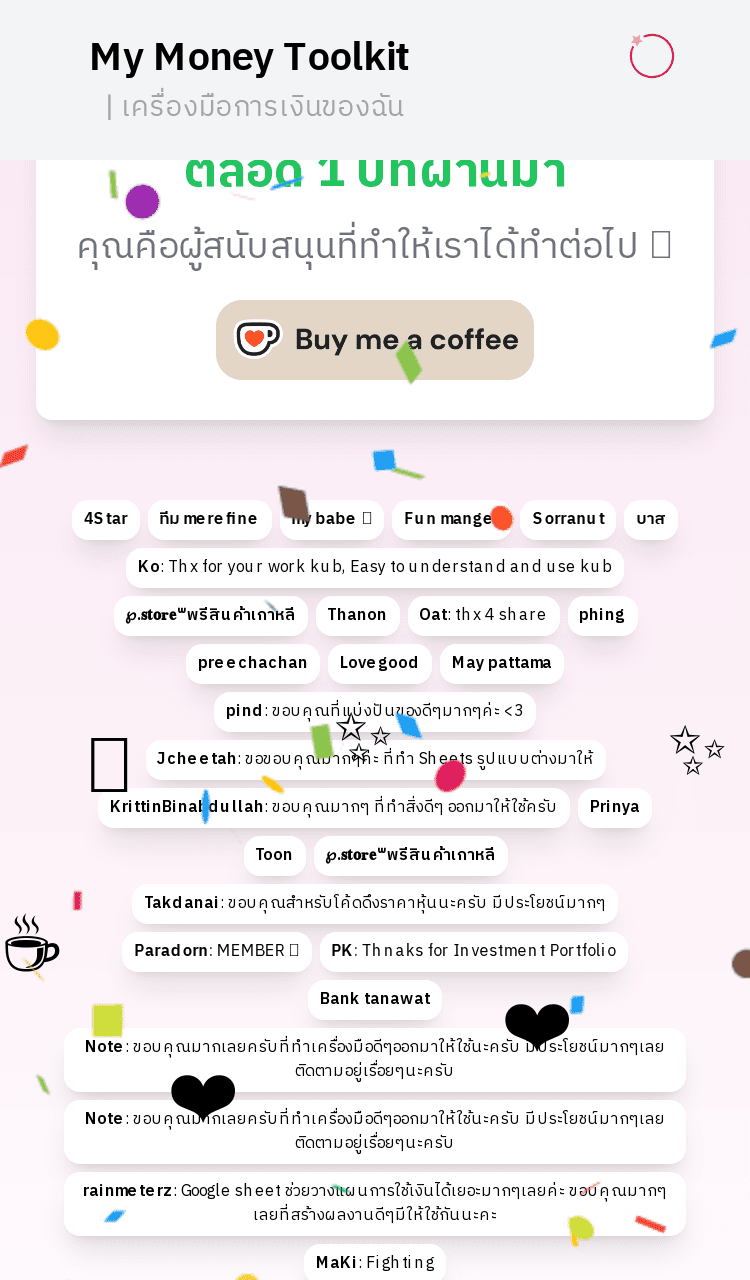 My Money Toolkit
| เครื่องมือการเงินของฉัน
ตลอด 1 ปีที่ผ่านมา
คุณคือผู้สนับสนุนที่ทำให้เราได้ทำต่อไป
Buy me a coffee
4Star ทีม merefine my babe Fun mange Sorranut บาส
Ko: Thx for your work kub, Easy to understand and use kub
℘.𝖘𝖙𝖔𝖗𝖊ꪝพรีสินค้าเกาหลี Thanon Oat: thx 4 share phing
preechachan Lovegood May pattama
pind: ขอบคุณที่แบ่งปันของดีๆมากๆค่ะ <3
Jcheetah: ขอขอบคุณมากๆค่ะ ที่ทำ Sheets รูปแบบต่างมาให้
KrittinBinabdullah: ขอบคุณมากๆ ที่ทำสิ่งดีๆ ออกมาให้ใช้ครับ Prinya
Toon ℘.𝖘𝖙𝖔𝖗𝖊ꪝพรีสินค้าเกาหลี
Takdanai: ขอบคุณสำหรับโค้ดดึงราคาหุ้นนะครับ มีประโยชน์มากๆ
Paradorn: MEMBER PK: Thnaks for Investment Portfolio
Bank tanawat
Note: ขอบคุณมากเลยครับที่ทำเครื่องมือดีๆออกมาให้ใช้นะครับ มีประโยชน์มากๆเลย
ติดตามอยู่เรื่อยๆนะครับ
Note: ขอบคุณมากเลยครับที่ทำเครื่องมือดีๆออกมาให้ใช้นะครับ มีประโยชน์มากๆเลย
ติดตามอยู่เรื่อยๆนะครับ
rainmeterz: Google sheet ช่วยวางแผนการใช้เงินได้เยอะมากๆเลยค่ะ ขอบคุณมากๆ
เลยที่สร้างผลงานดีๆมีให้ใช้กันนะคะ
MaKi: Fighting